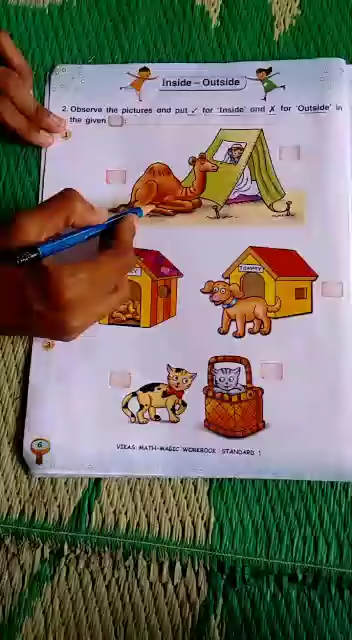 Inside – Outside
2. Observe the pictures and put ✓ for 'Inside' and ✗ for 'Outside' in
the given □.
TOMMY
6
VIKAS MATH-MAGIC WORKBOOK STANDARD 1